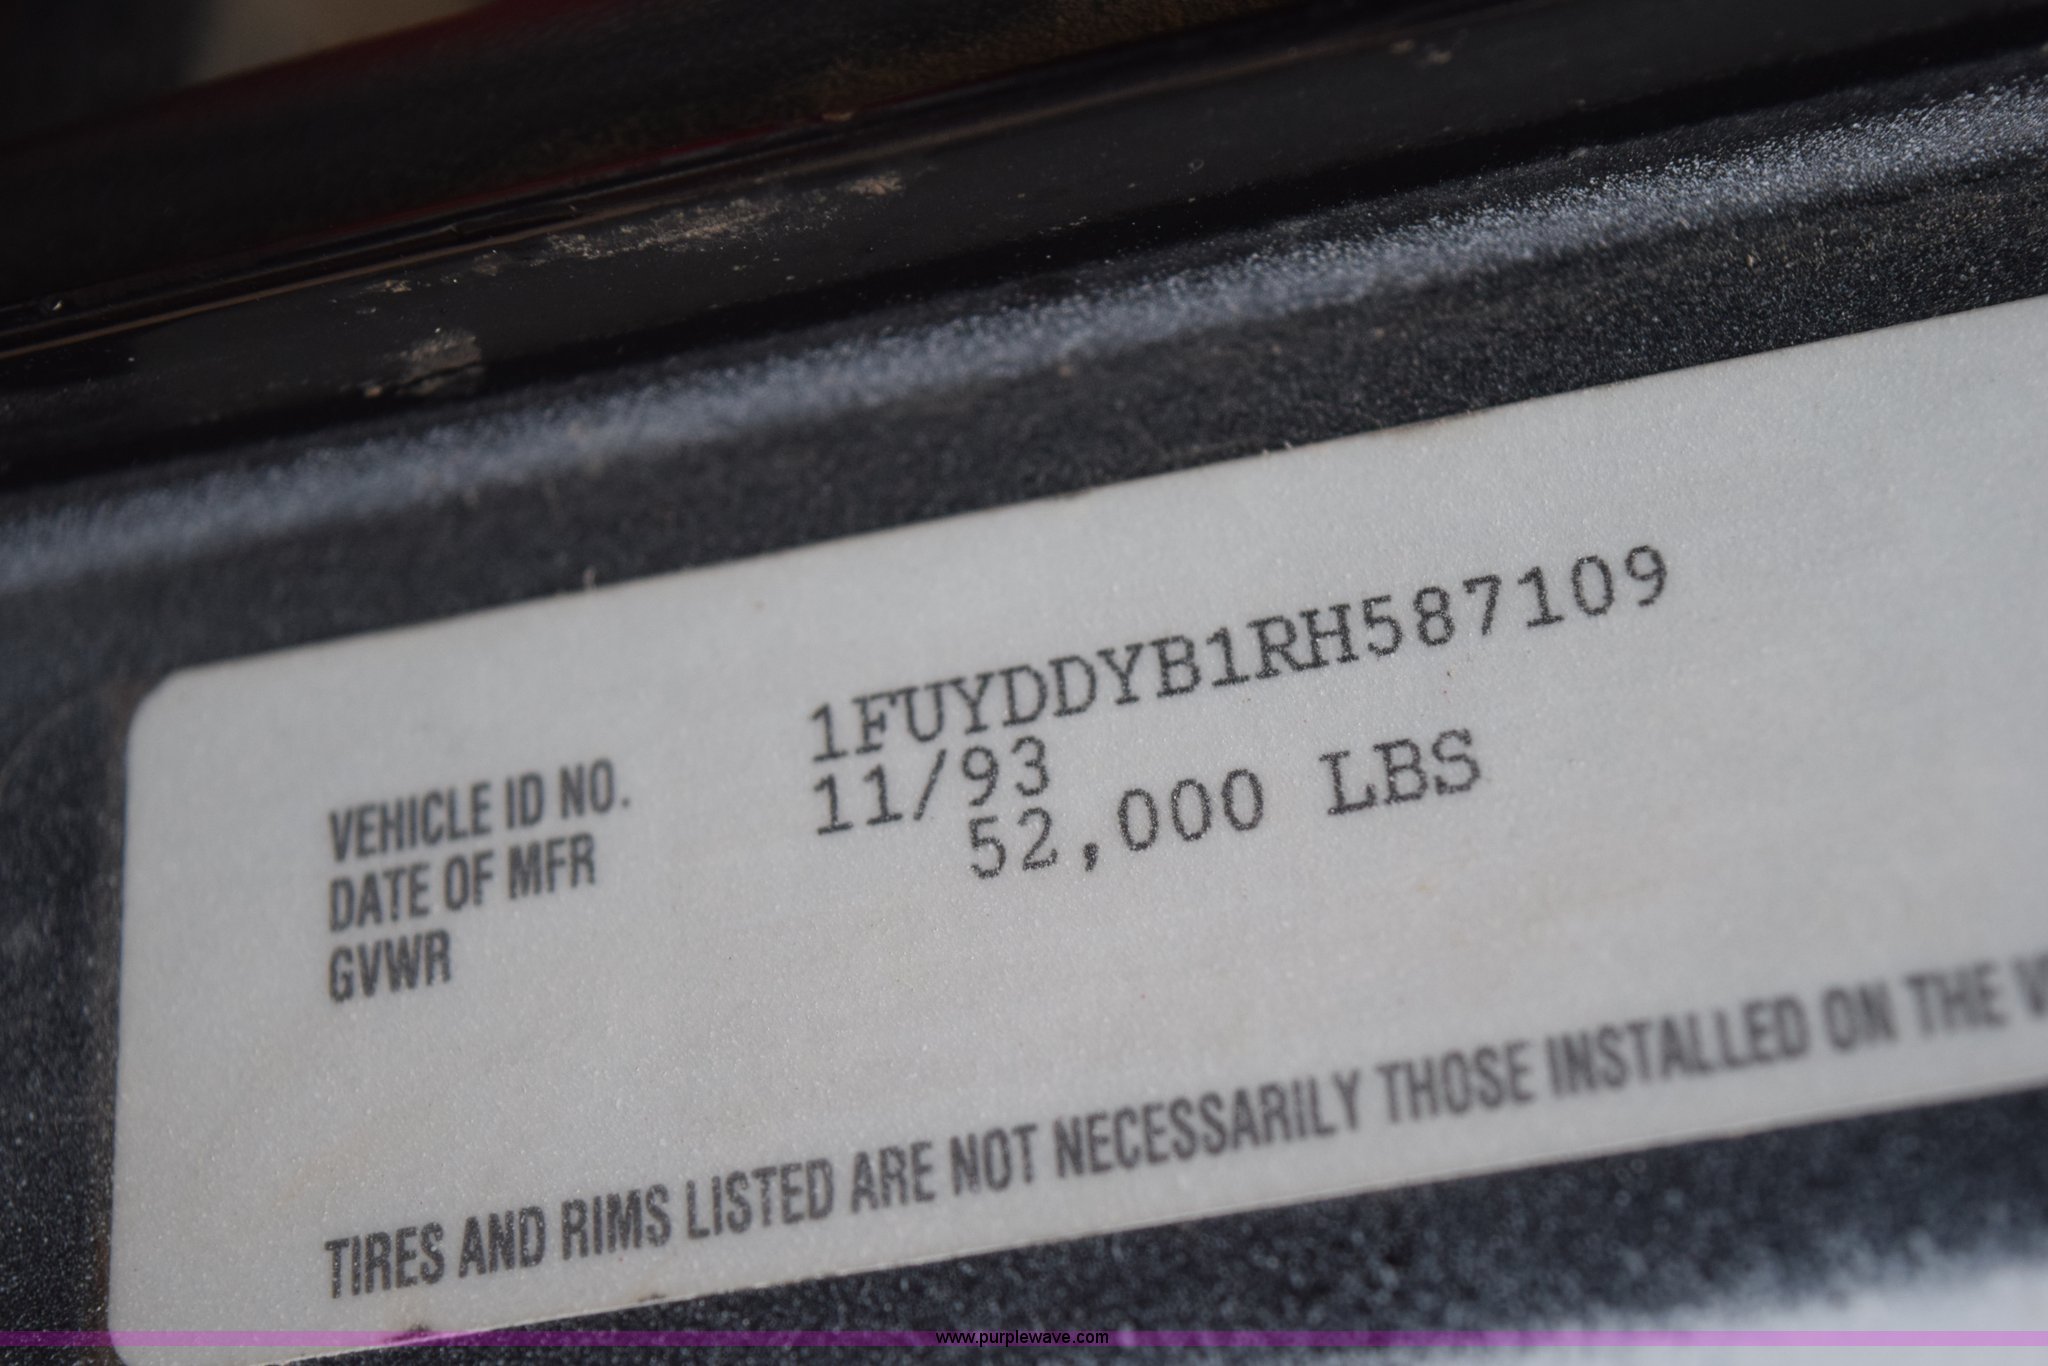 VEHICLE ID NO. 1FUYDDYB1RH587109
DATE OF MFR 11/93
GVWR 52,000 LBS
TIRES AND RIMS LISTED ARE NOT NECESSARILY THOSE INSTALLED ON THE
www.purplewave.com